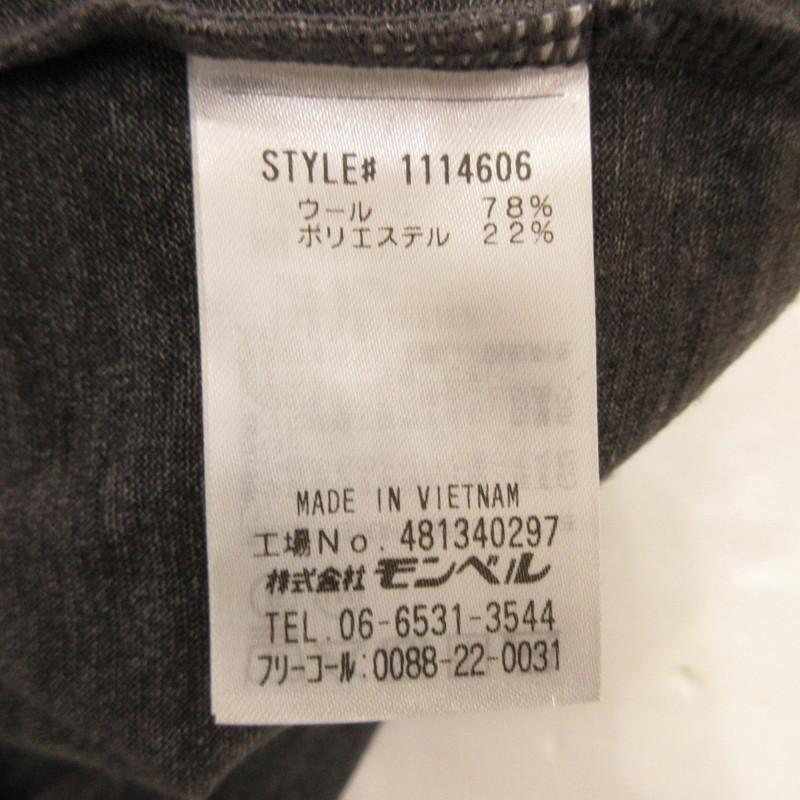 STYLE# 1114606
ウール 78%
ポリエステル 22%
MADE IN VIETNAM
工場No. 481340297
株式会社 モンベル
TEL.06-6531-3544
フリーコール:0088-22-0031